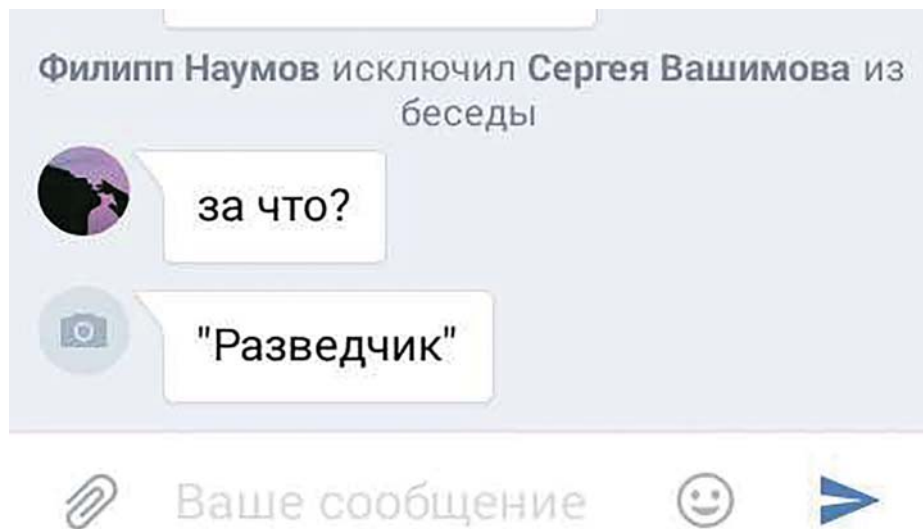 Филипп Наумов исключил Сергея Вашимова из
беседы
за что?
"Разведчик"
Ваше сообщение